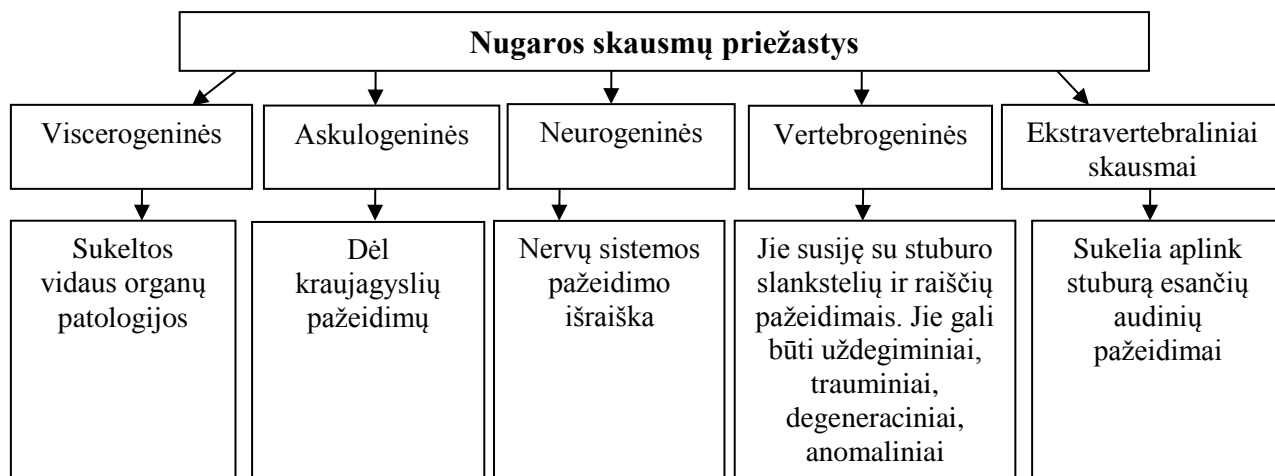 Nugaros skausmų priežastys
Viscerogeninės
Askulogeninės
Neurogeninės
Vertebrogeninės
Ekstravertebraliniai
skausmai
Sukeltos
vidaus organų
patologijos
Dėl
kraujagyslių
pažeidimų
Nervų sistemos
pažeidimo
išraiška
Jie susiję su stuburo
slankstelių ir raiščių
pažeidimais. Jie gali
būti uždegiminiai,
trauminiai,
degeneraciniai,
anomaliniai
Sukelia aplink
stuburą esančių
audinių
pažeidimai